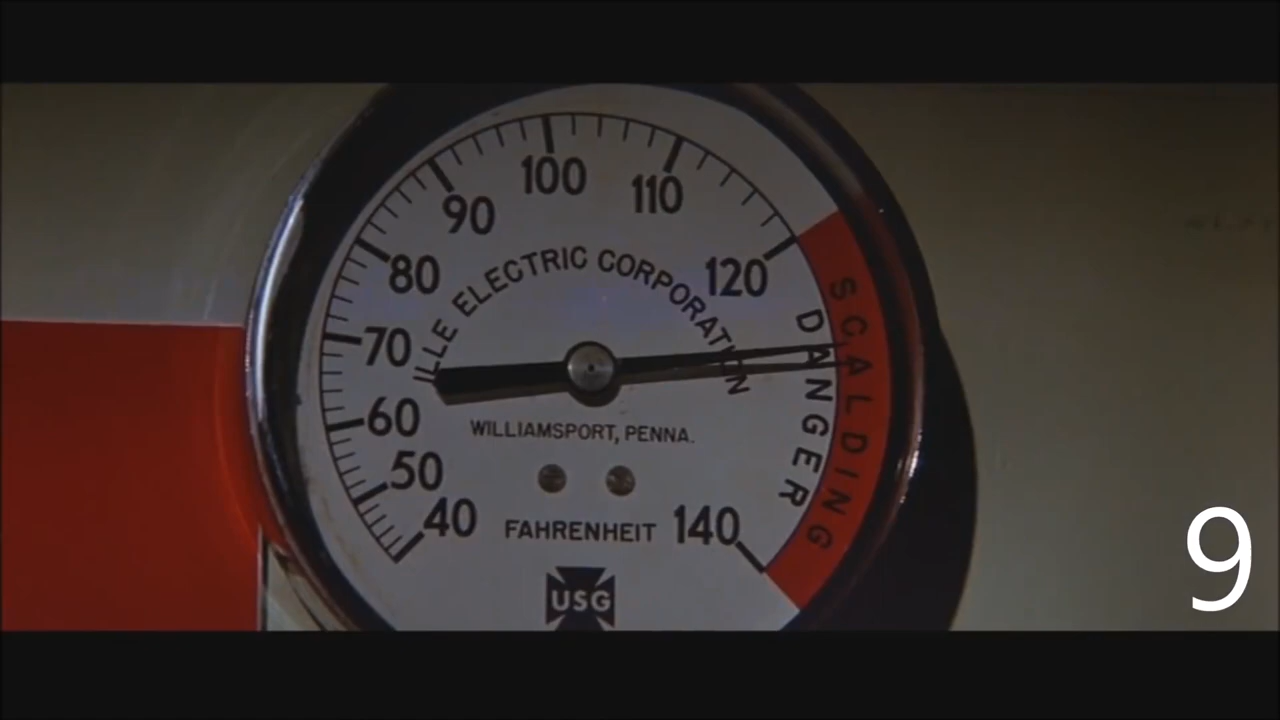 100
110
90
80
120
70
60
50
40
140
ILLE ELECTRIC CORPORATION
DANGER
SCALDING
WILLIAMSPORT, PENNA.
FAHRENHEIT
USG
9